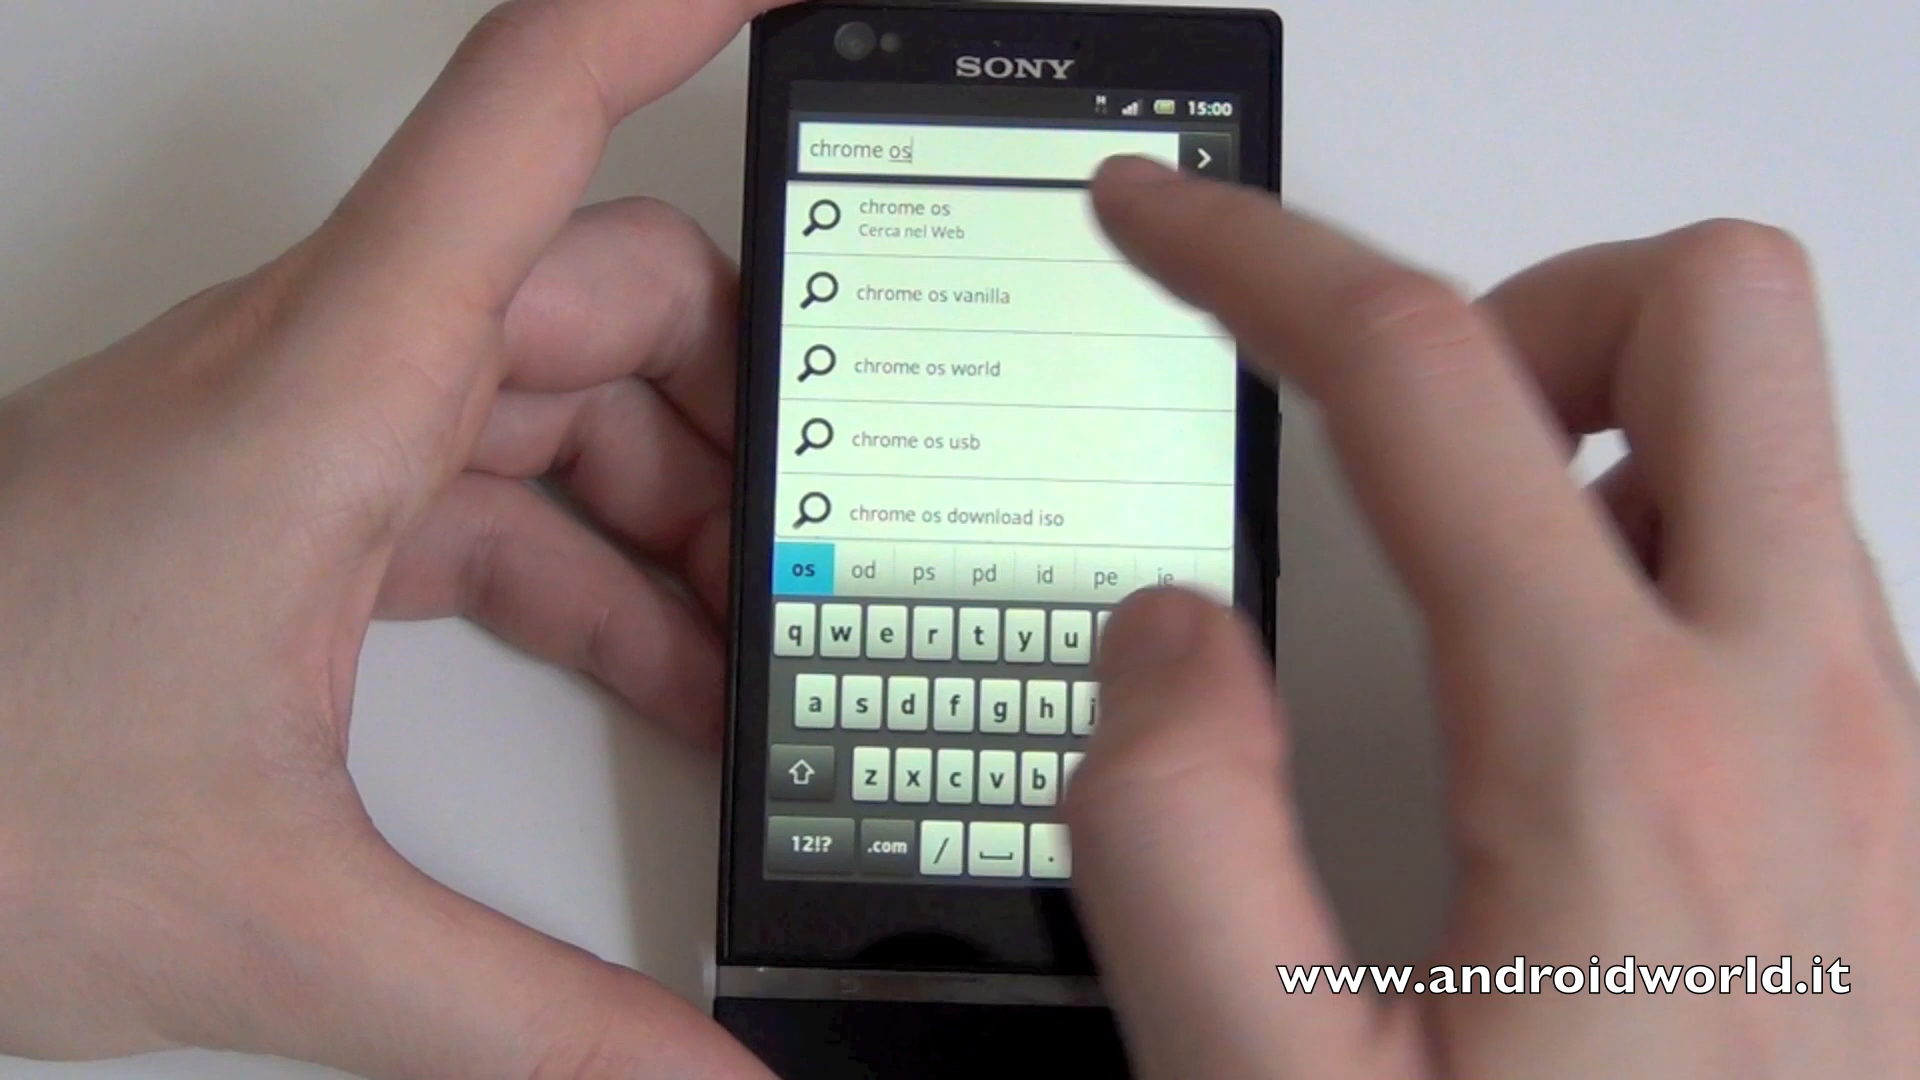 SONY
H
15:00
chrome os
chrome os
Cerca nel Web
chrome os vanilla
chrome os world
chrome os usb
chrome os download iso
os od ps pd id pe ie
q w e r t y u
a s d f g h j
z x c v b
12!? .com / .
www.androidworld.it